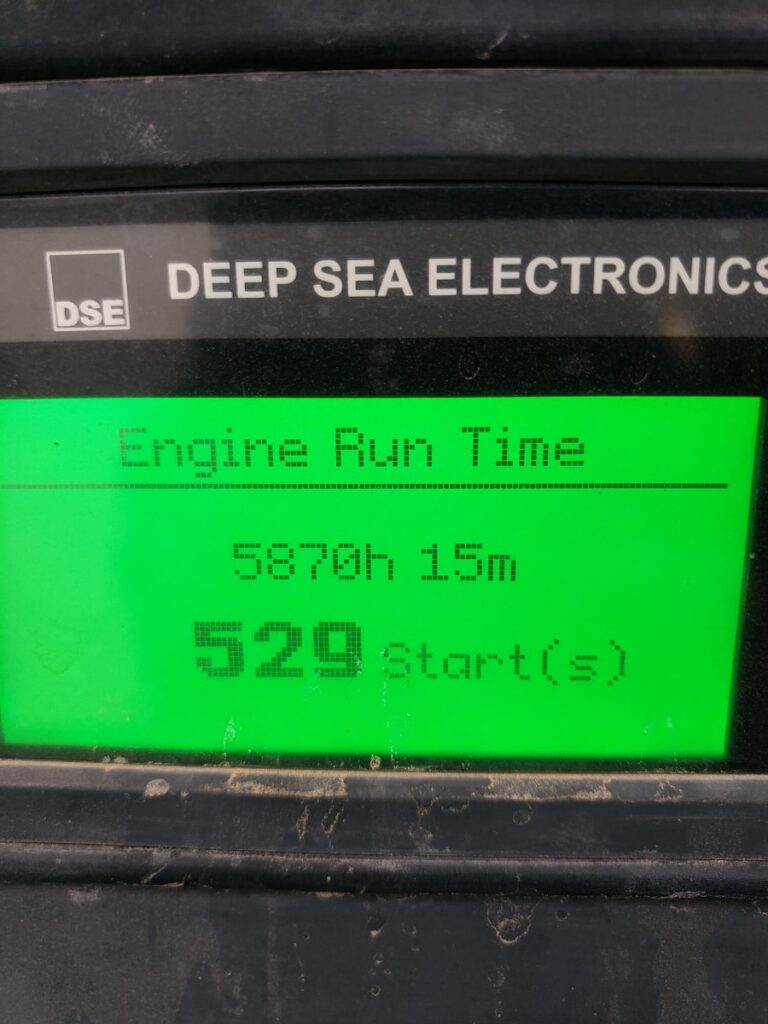 DSE
DEEP SEA ELECTRONICS
Engine Run Time
5870h 15m
529 Start(s)